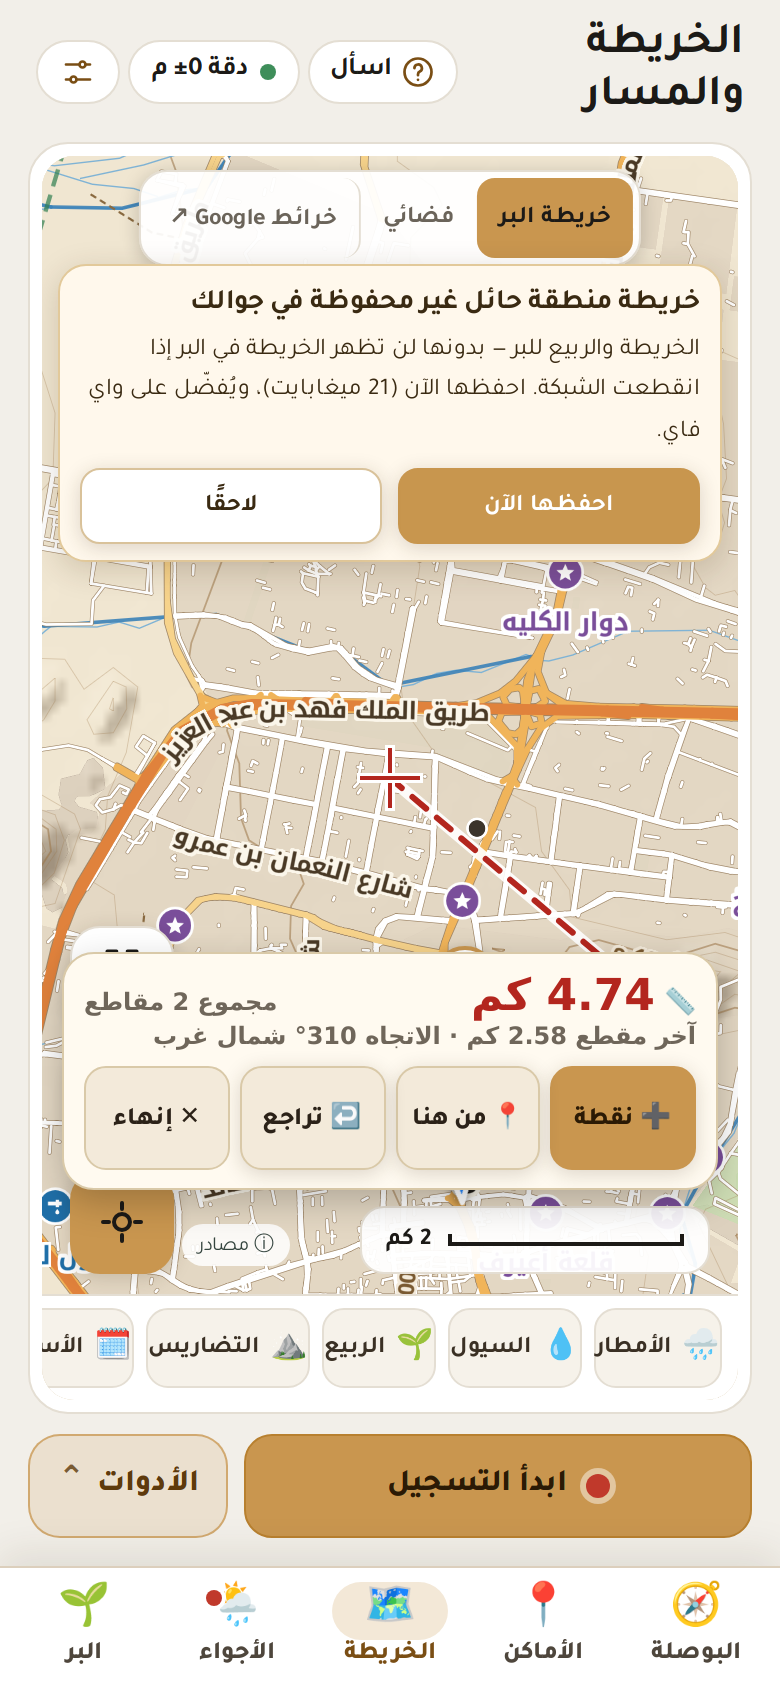 الخريطة
والمسار
اسأل
دقة ±0 م
خريطة البر
فضائي
خرائط Google ↗
خريطة منطقة حائل غير محفوظة في جوالك
الخريطة والربيع للبر – بدونها لن تظهر الخريطة في البر إذا
انقطعت الشبكة. احفظها الآن (21 ميغابايت)، ويُفضّل على واي
فاي.
احفظها الآن
لاحقًا
دوار الكليه
طريق الملك فهد بن عبد العزيز
شارع النعمان بن عمرو
4.74 كم
مجموع 2 مقاطع
آخر مقطع 2.58 كم · الاتجاه 310° شمال غرب
➕ نقطة
📍 من هنا
↩️ تراجع
✕ إنهاء
2 كم
ⓘ مصادر
قلعة أعيرف
الأمطار
السيول
الربيع
التضاريس
ابدأ التسجيل
الأدوات
البوصلة
الأماكن
الخريطة
الأجواء
البر